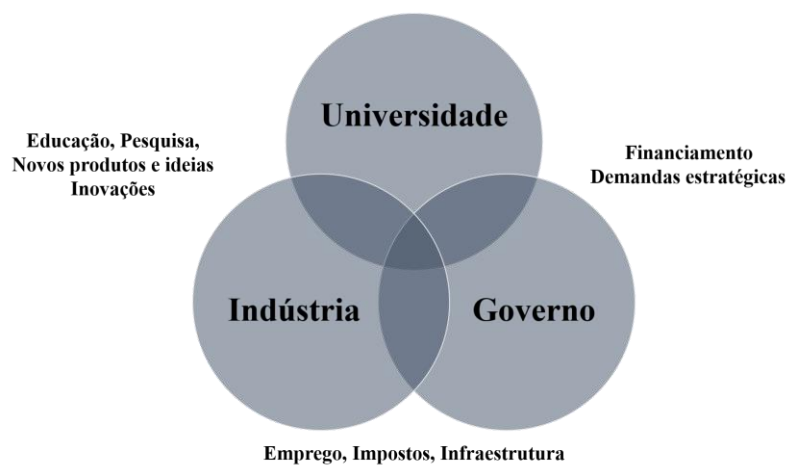 Universidade
Educação, Pesquisa,
Novos produtos e ideias
Inovações
Financiamento
Demandas estratégicas
Indústria
Governo
Emprego, Impostos, Infraestrutura